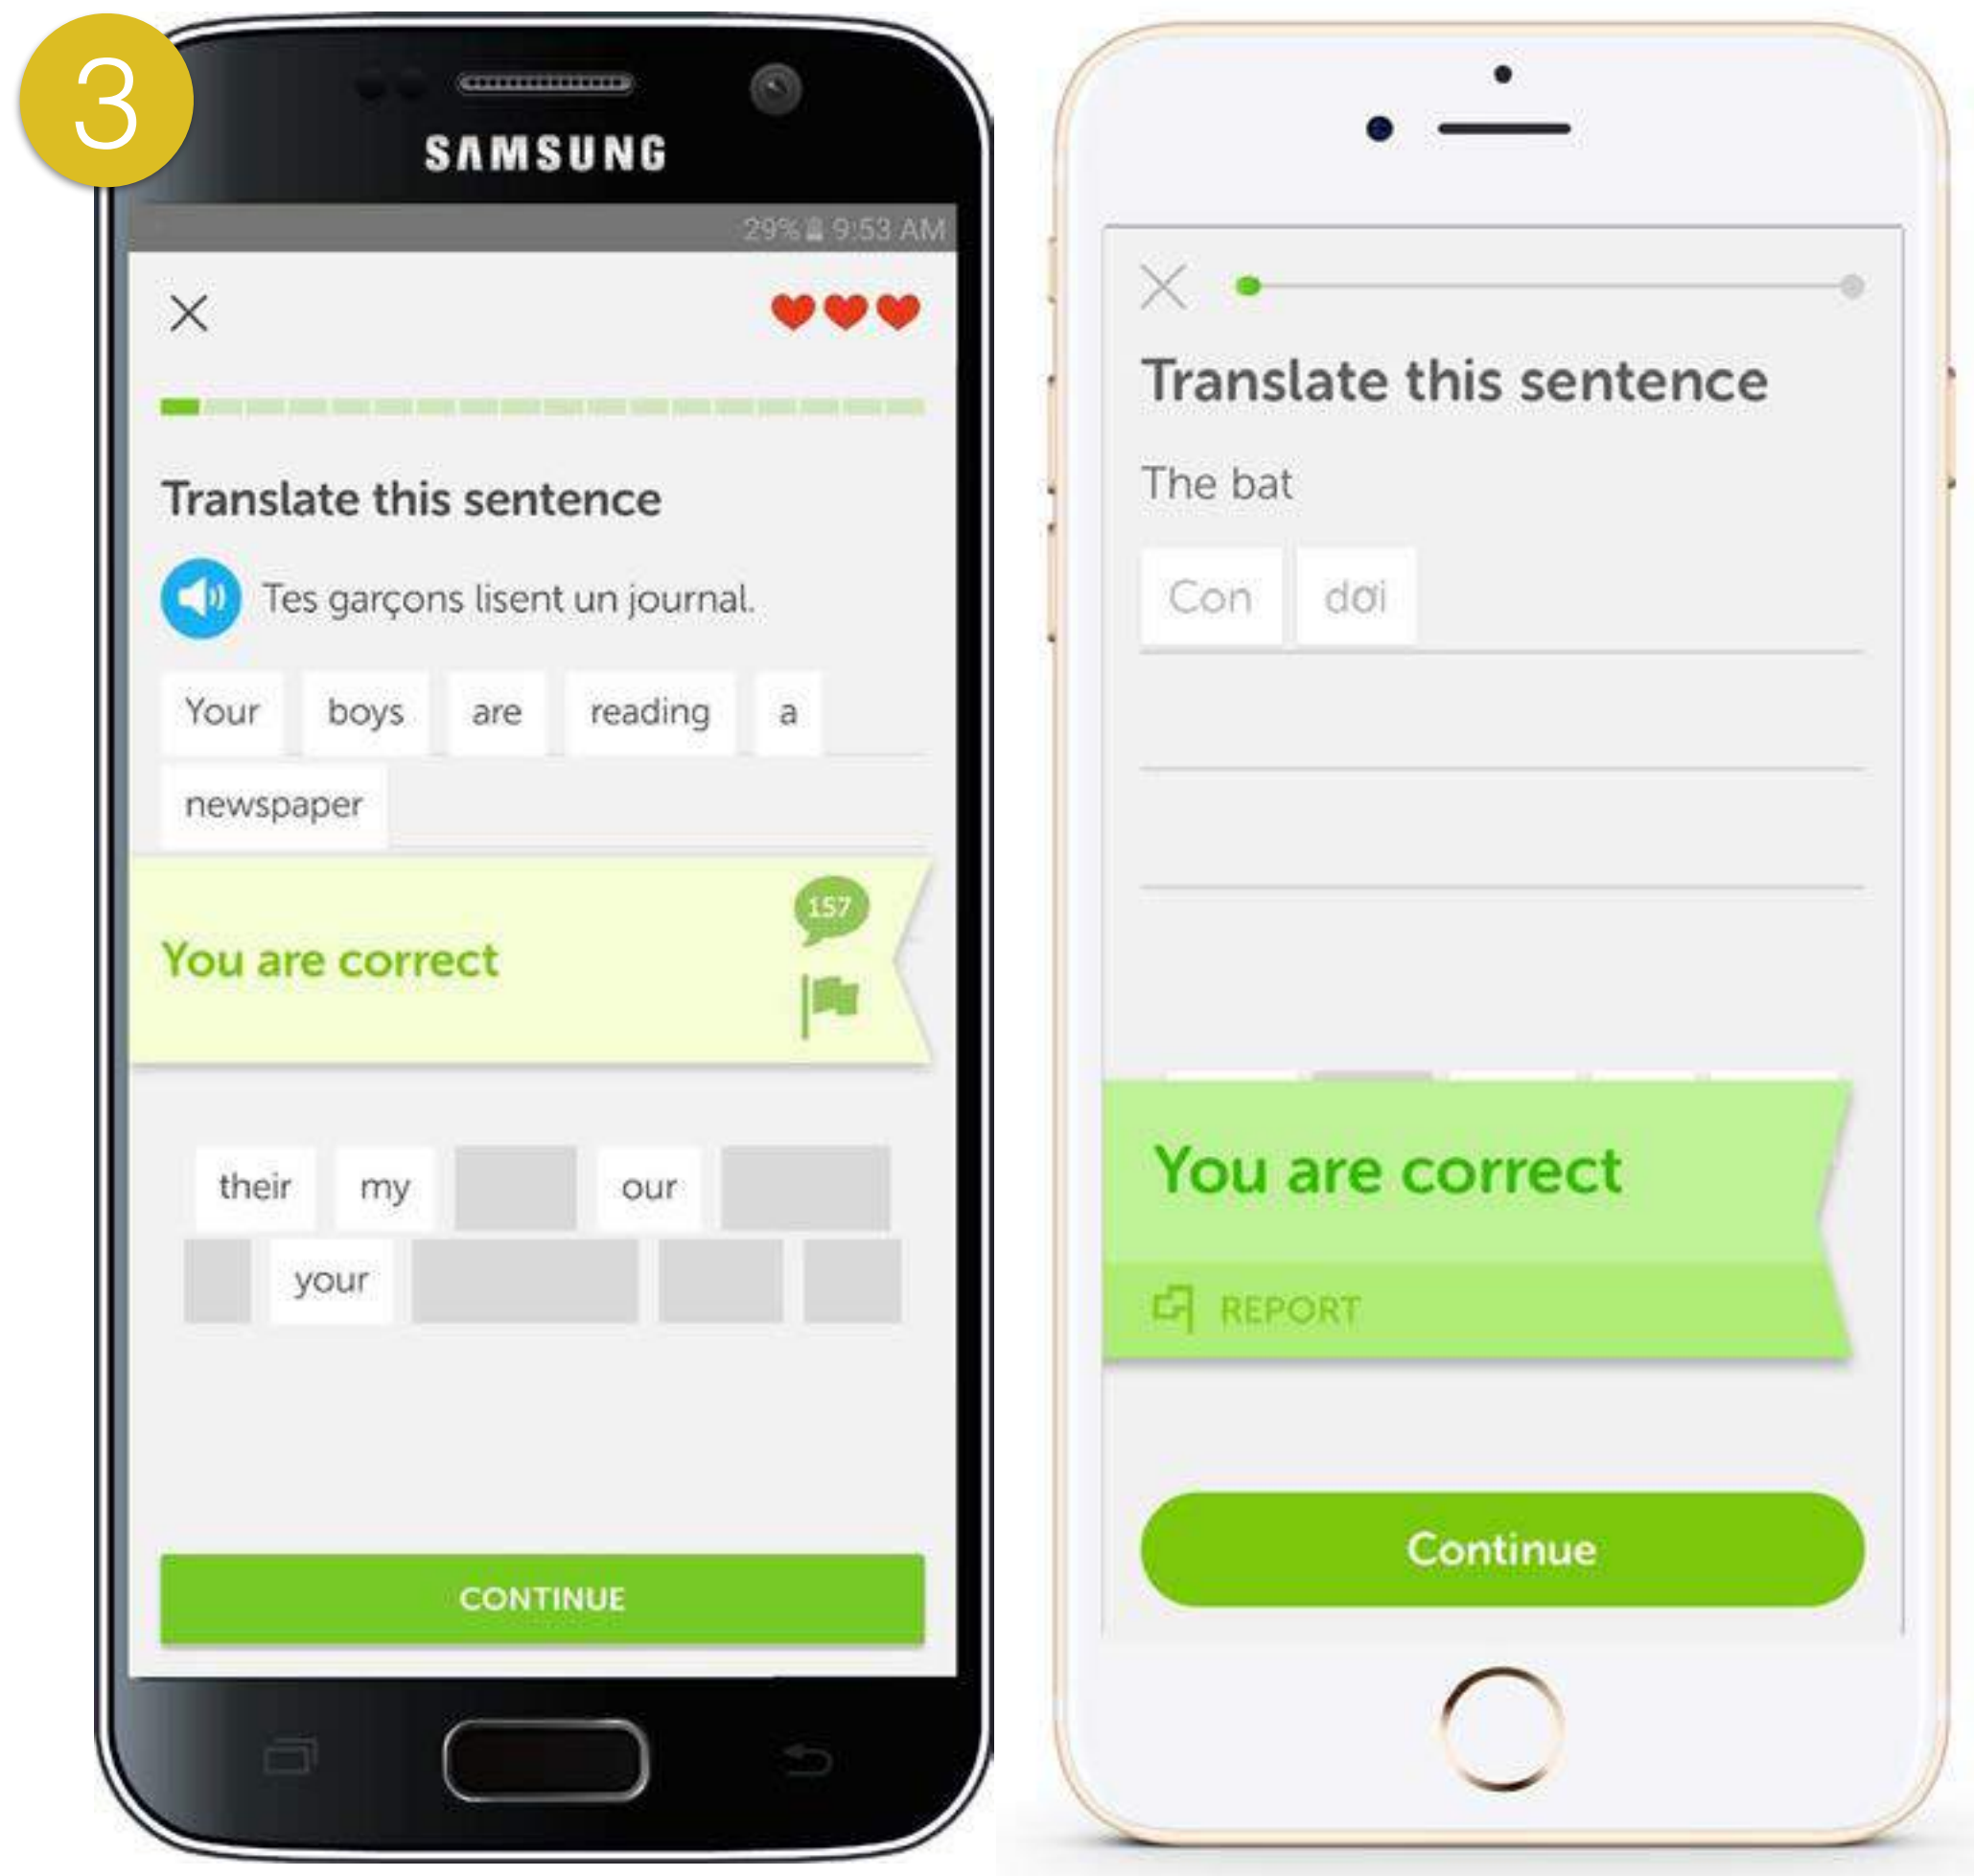 3
SAMSUNG
29% 9:53 AM
Translate this sentence
Tes garçons lisent un journal.
Your boys are reading a
newspaper
157
You are correct
their my our
your
CONTINUE
Translate this sentence
The bat
Con dơi
You are correct
REPORT
Continue